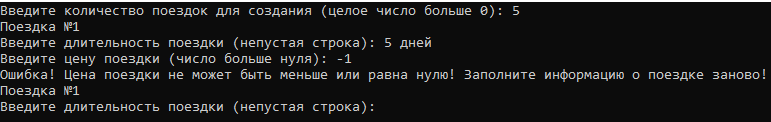 Введите количество поездок для создания (целое число больше 0): 5
Поездка №1
Введите длительность поездки (непустая строка): 5 дней
Введите цену поездки (число больше нуля): -1
Ошибка! Цена поездки не может быть меньше или равна нулю! Заполните информацию о поездке заново!
Поездка №1
Введите длительность поездки (непустая строка):